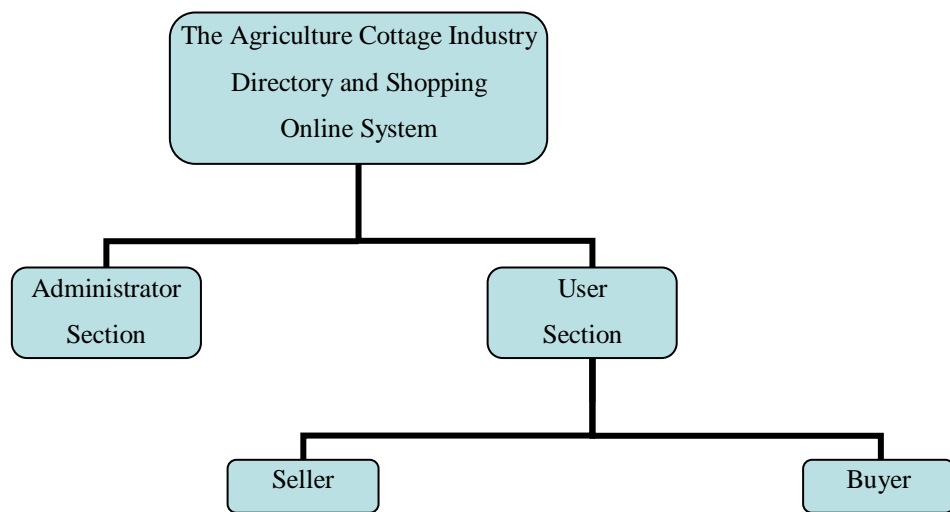 The Agriculture Cottage Industry
Directory and Shopping
Online System
Administrator
Section
User
Section
Seller
Buyer